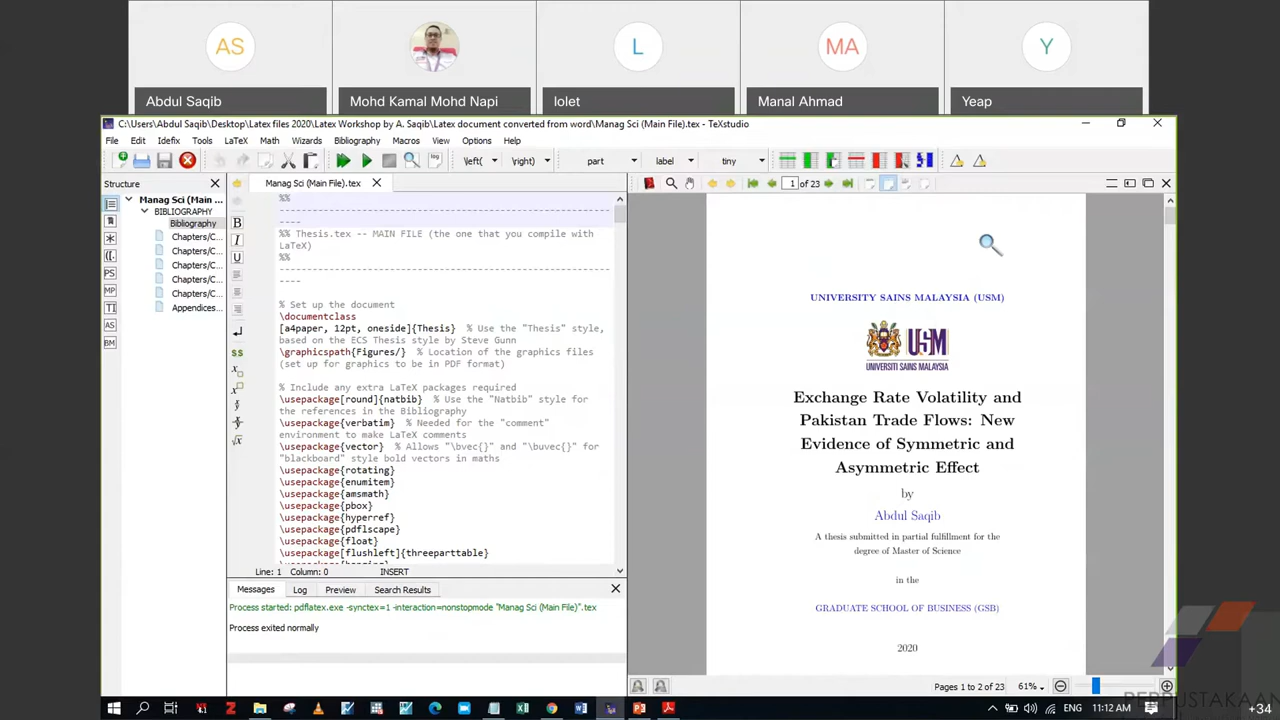 AS
L
MA
Y
Abdul Saqib
Mohd Kamal Mohd Napi
lolet
Manal Ahmad
Yeap
C:\Users\Abdul Saqib\Desktop\Latex files 2020\Latex Workshop by A. Saqib\Latex document converted from word\Manag Sci (Main File).tex - TeXstudio
File Edit Idefix Tools LaTeX Math Wizards Bibliography Macros View Options Help
\left( \right) part label tiny
Structure
Manag Sci (Main ...
BIBLIOGRAPHY
Bibliography
Chapters/C...
Chapters/C...
Chapters/C...
Chapters/C...
Chapters/C...
Appendices...
Manag Sci (Main File).tex
%%
-----------------------------------------------------
----
%% Thesis.tex -- MAIN FILE (the one that you compile with
LaTeX)
%%
-----------------------------------------------------
----
% Set up the document
\documentclass
[a4paper, 12pt, oneside]{Thesis}  % Use the "Thesis" style,
based on the ECS Thesis style by Steve Gunn
\graphicspath{Figures/}  % Location of the graphics files
(set up for graphics to be in PDF format)
% Include any extra LaTeX packages required
\usepackage[round]{natbib}  % Use the "Natbib" style for
the references in the Bibliography
\usepackage{verbatim}  % Needed for the "comment"
environment to make LaTeX comments
\usepackage{vector}  % Allows "\bvec{}" and "\buvec{}" for
"blackboard" style bold vectors in maths
\usepackage{rotating}
\usepackage{enumitem}
\usepackage{amsmath}
\usepackage{pbox}
\usepackage{hyperref}
\usepackage{pdflscape}
\usepackage{float}
\usepackage[flushleft]{threeparttable}
Line: 1 Column: 0 INSERT
Messages Log Preview Search Results
Process started: pdflatex.exe -synctex=1 -interaction=nonstopmode "Manag Sci (Main File)".tex
Process exited normally
1 of 23
UNIVERSITY SAINS MALAYSIA (USM)
USM
UNIVERSITI SAINS MALAYSIA
Exchange Rate Volatility and
Pakistan Trade Flows: New
Evidence of Symmetric and
Asymmetric Effect
by
Abdul Saqib
A thesis submitted in partial fulfillment for the
degree of Master of Science
in the
GRADUATE SCHOOL OF BUSINESS (GSB)
2020
Pages 1 to 2 of 23 61%
PERPUSTAKAAN
ENG 11:12 AM
+34